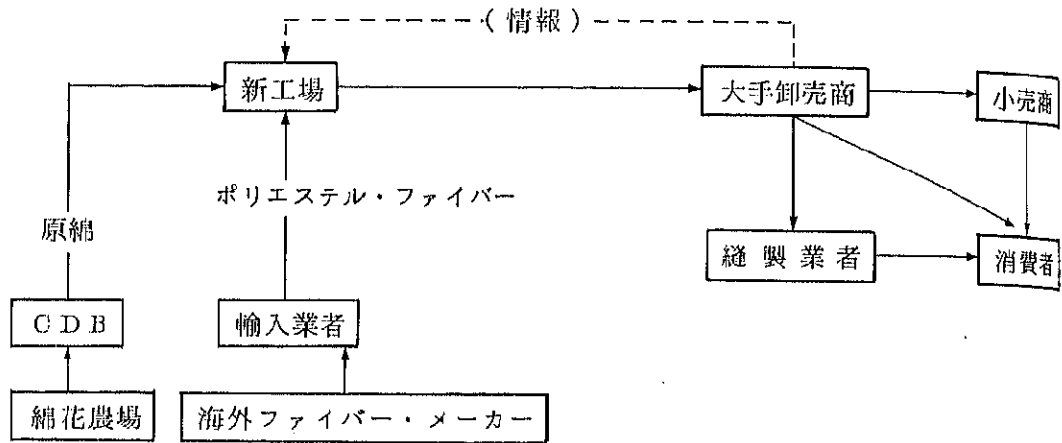 （情報）
新工場
大手卸売商
小売商
ポリエステル・ファイバー
原綿
縫製業者
消費者
CDB
輸入業者
綿花農場
海外ファイバー・メーカー